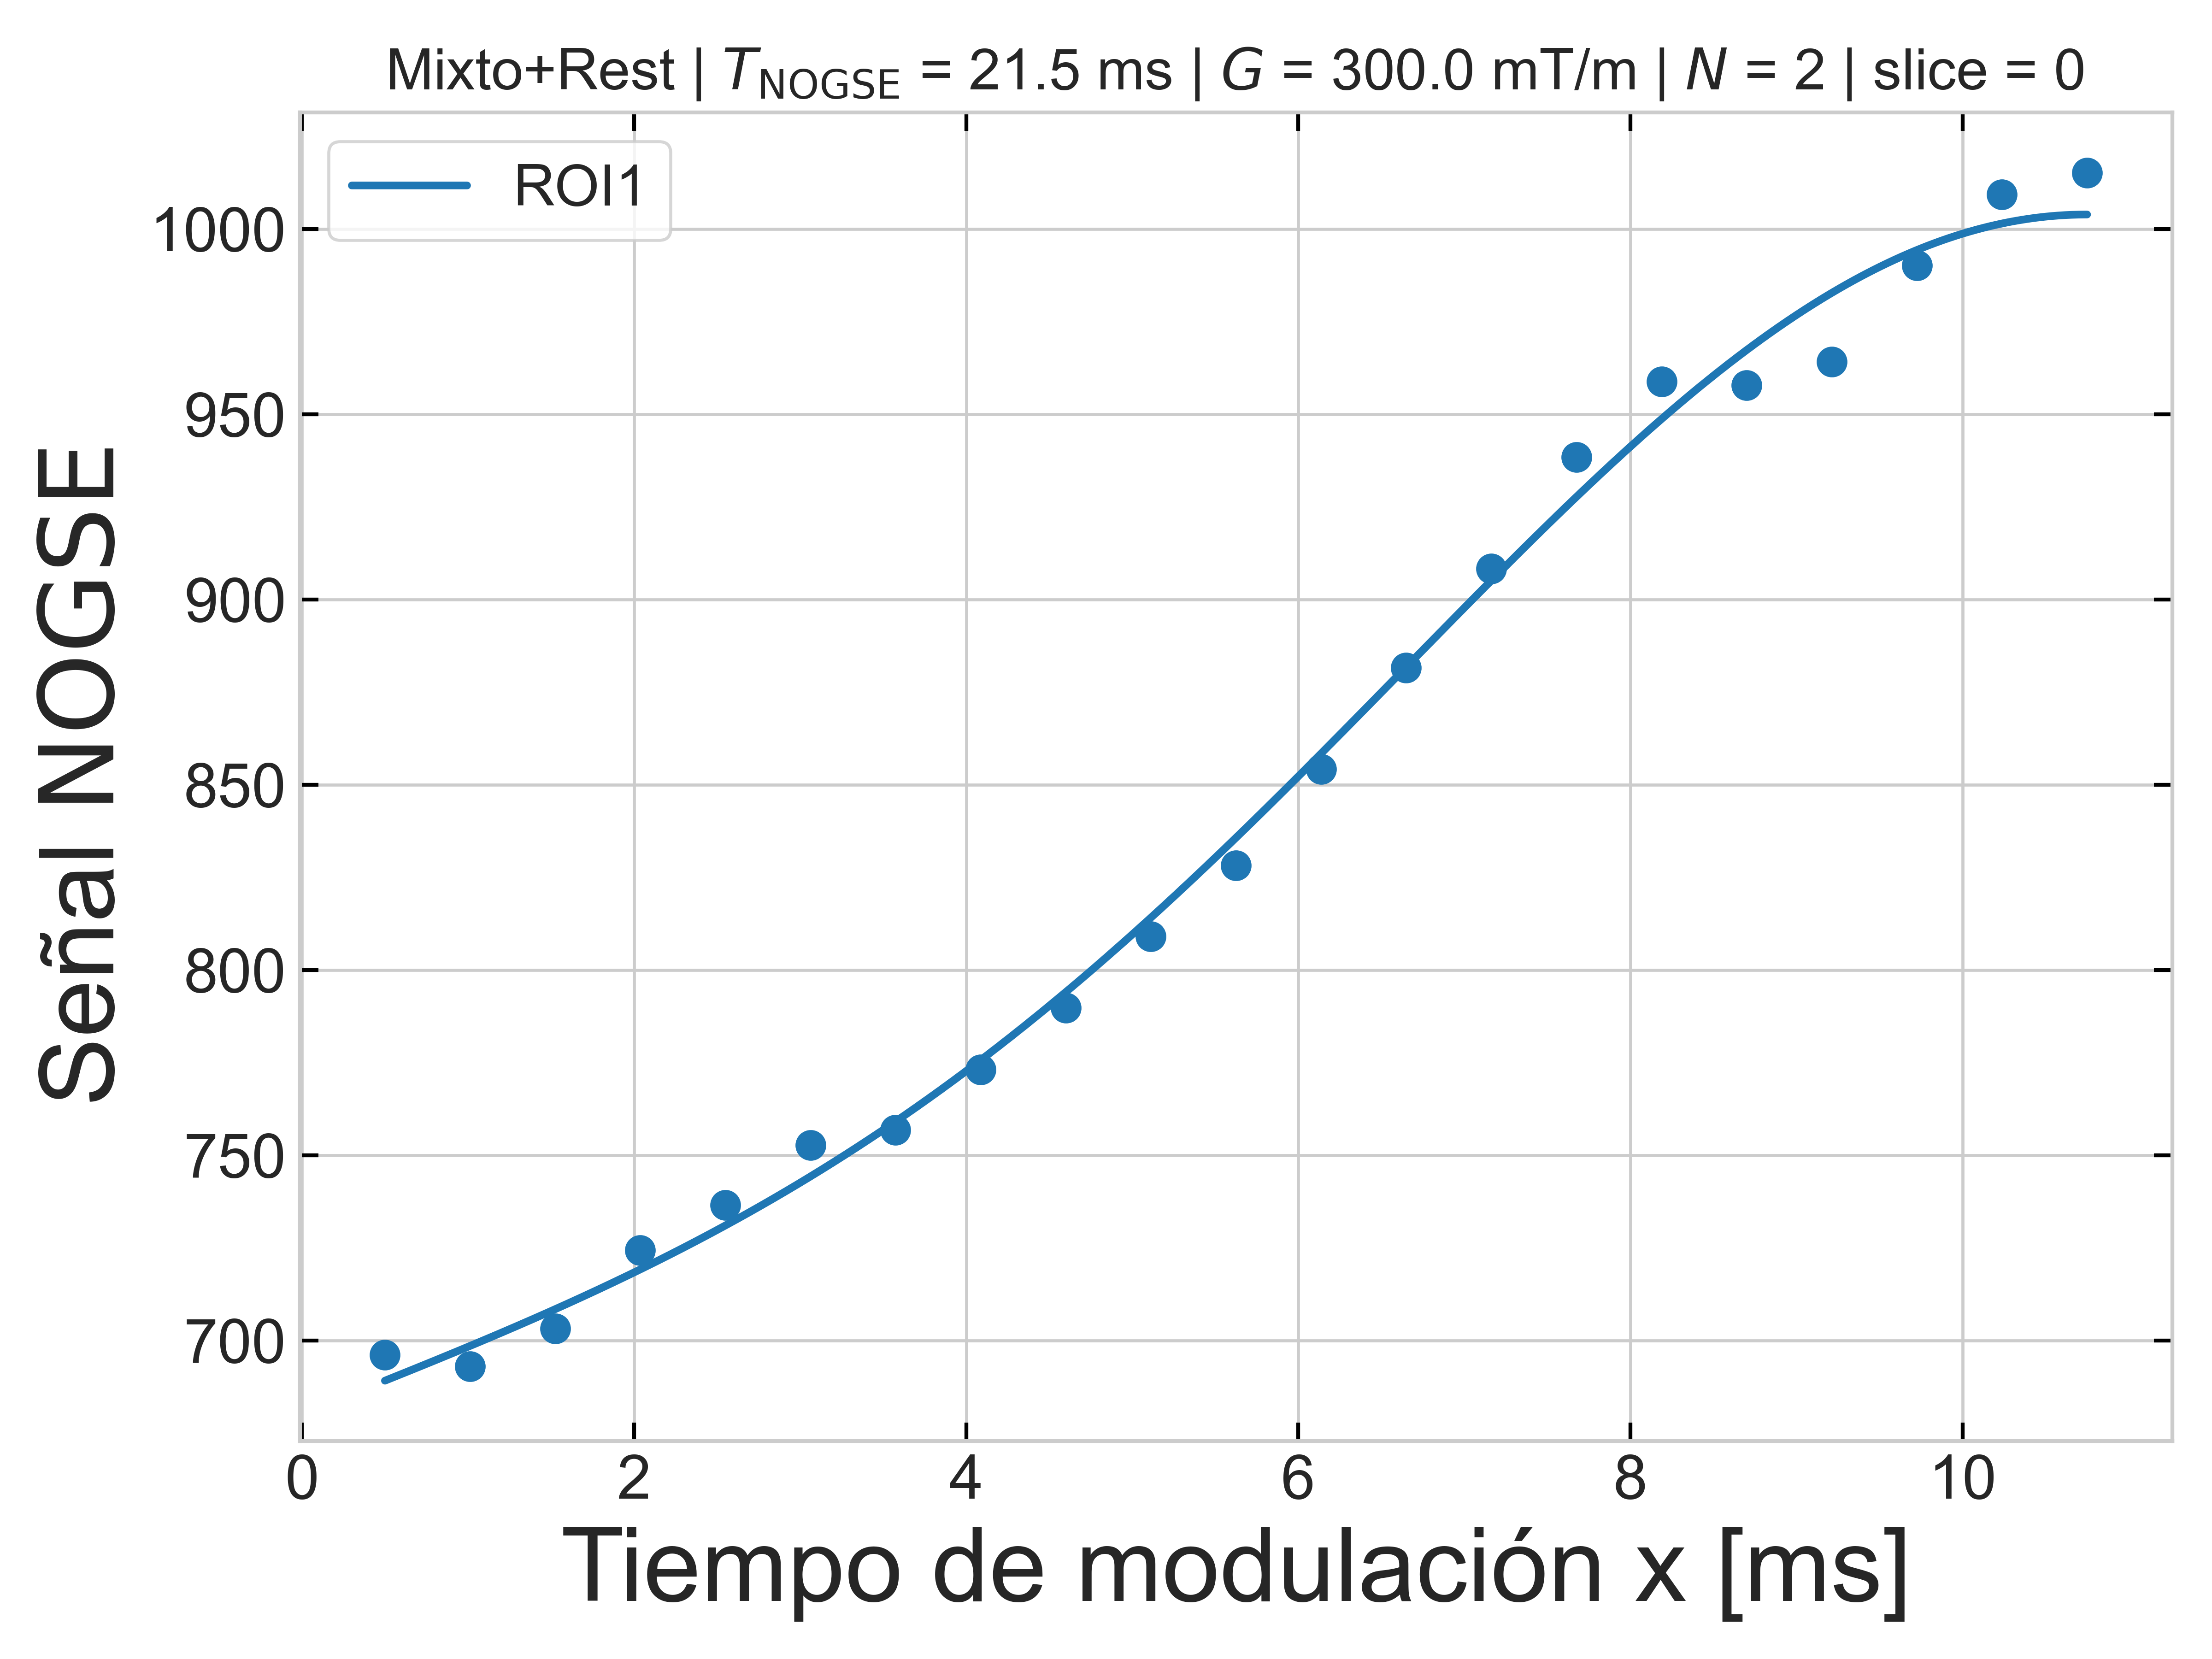 Mixto+Rest | T_NOGSE = 21.5 ms | G = 300.0 mT/m | N = 2 | slice = 0
ROI1
Señal NOGSE
1000
950
900
850
800
750
700
0 2 4 6 8 10
Tiempo de modulación x [ms]